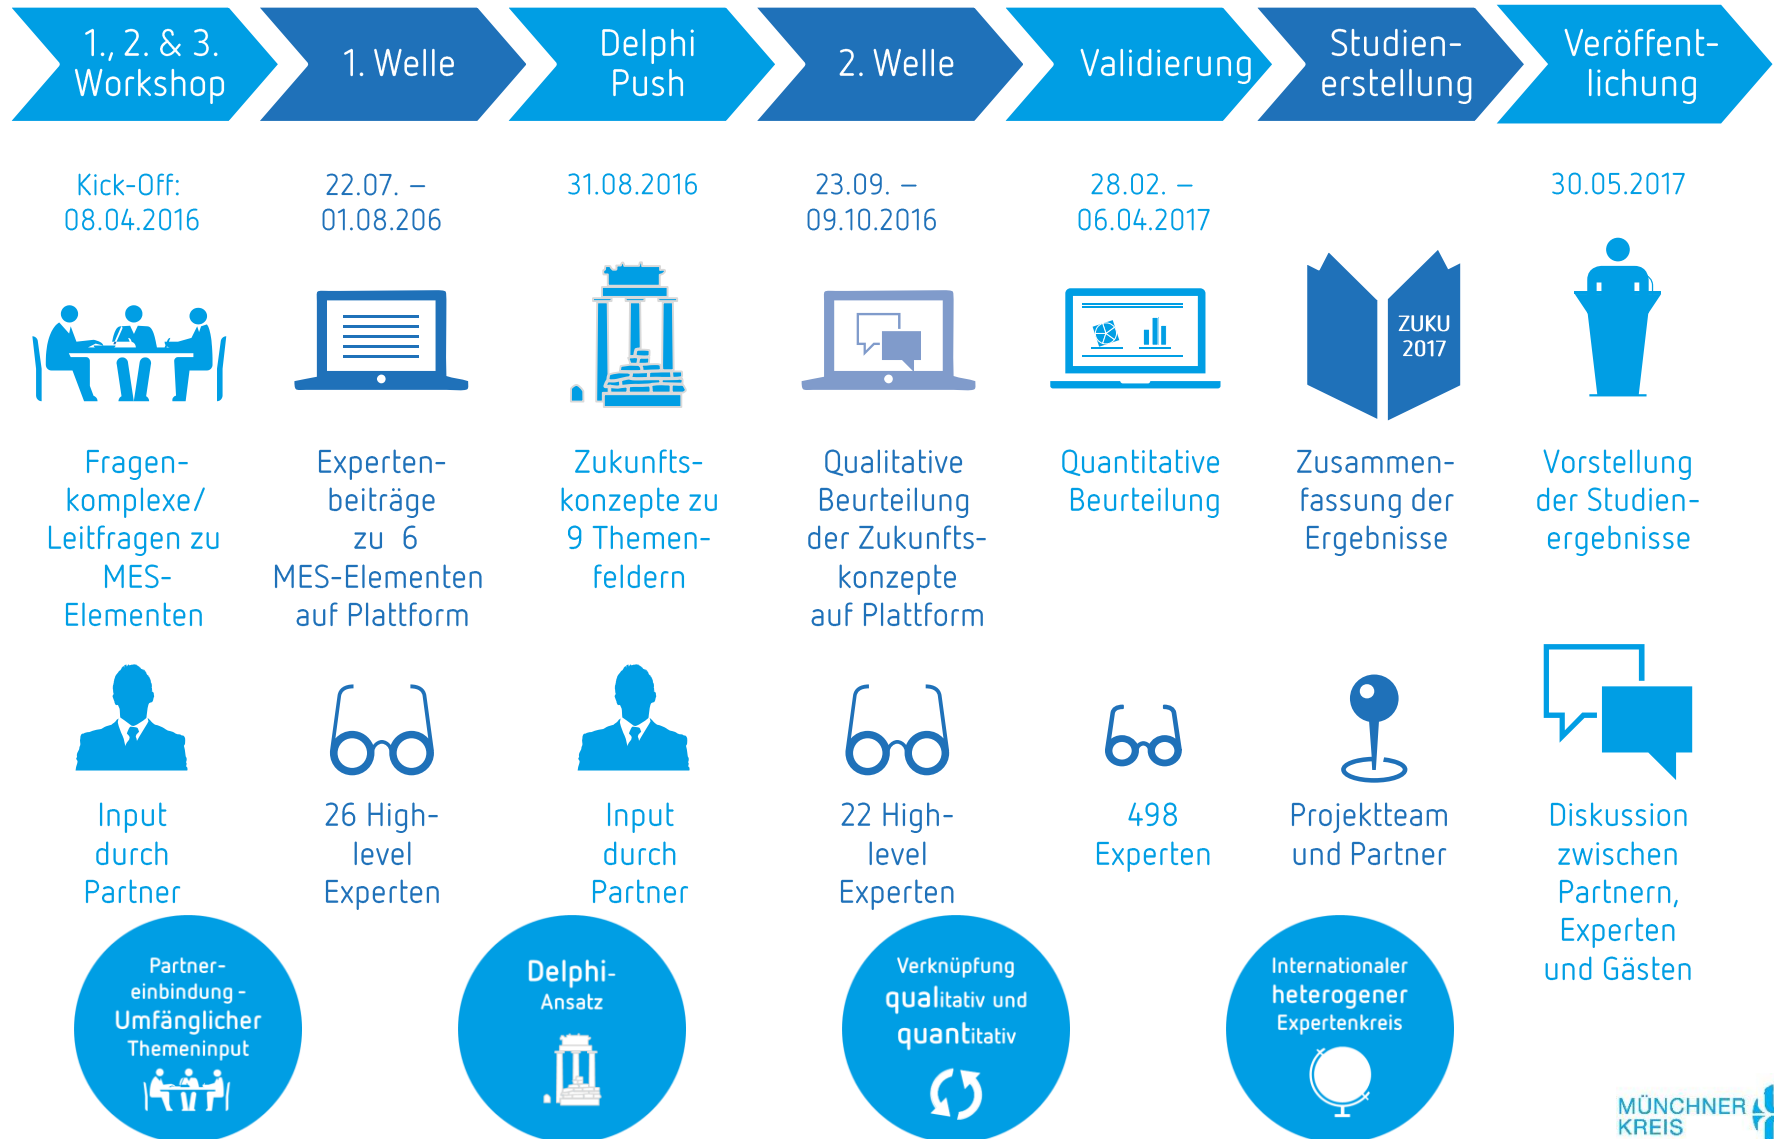 1., 2. & 3.
Workshop
1. Welle
Delphi
Push
2. Welle
Validierung
Studien-
erstellung
Veröffent-
lichung
Kick-Off:
08.04.2016
22.07. –
01.08.206
31.08.2016
23.09. –
09.10.2016
28.02. –
06.04.2017
30.05.2017
ZUKU
2017
Fragen-
komplexe/
Leitfragen zu
MES-
Elementen
Experten-
beiträge
zu 6
MES-Elementen
auf Plattform
Zukunfts-
konzepte zu
9 Themen-
feldern
Qualitative
Beurteilung
der Zukunfts-
konzepte
auf Plattform
Quantitative
Beurteilung
Zusammen-
fassung der
Ergebnisse
Vorstellung
der Studien-
ergebnisse
Input
durch
Partner
26 High-
level
Experten
Input
durch
Partner
22 High-
level
Experten
498
Experten
Projektteam
und Partner
Diskussion
zwischen
Partnern,
Experten
und Gästen
Partner-
einbindung -
Umfänglicher
Themeninput
Delphi-
Ansatz
Verknüpfung
qualitativ und
quantitativ
Internationaler
heterogener
Expertenkreis
MÜNCHNER
KREIS